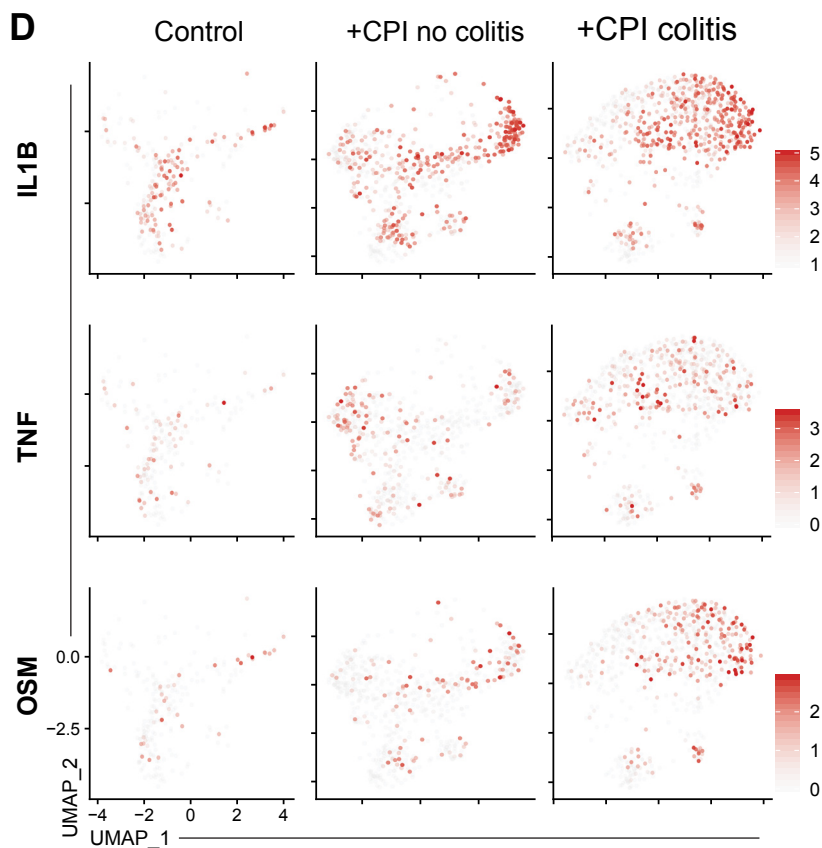 D
Control
+CPI no colitis
+CPI colitis
IL1B
5
4
3
2
1
TNF
3
2
1
0
OSM
0.0
−2.5
2
1
0
UMAP_2
−4
−2
0
2
4
UMAP_1